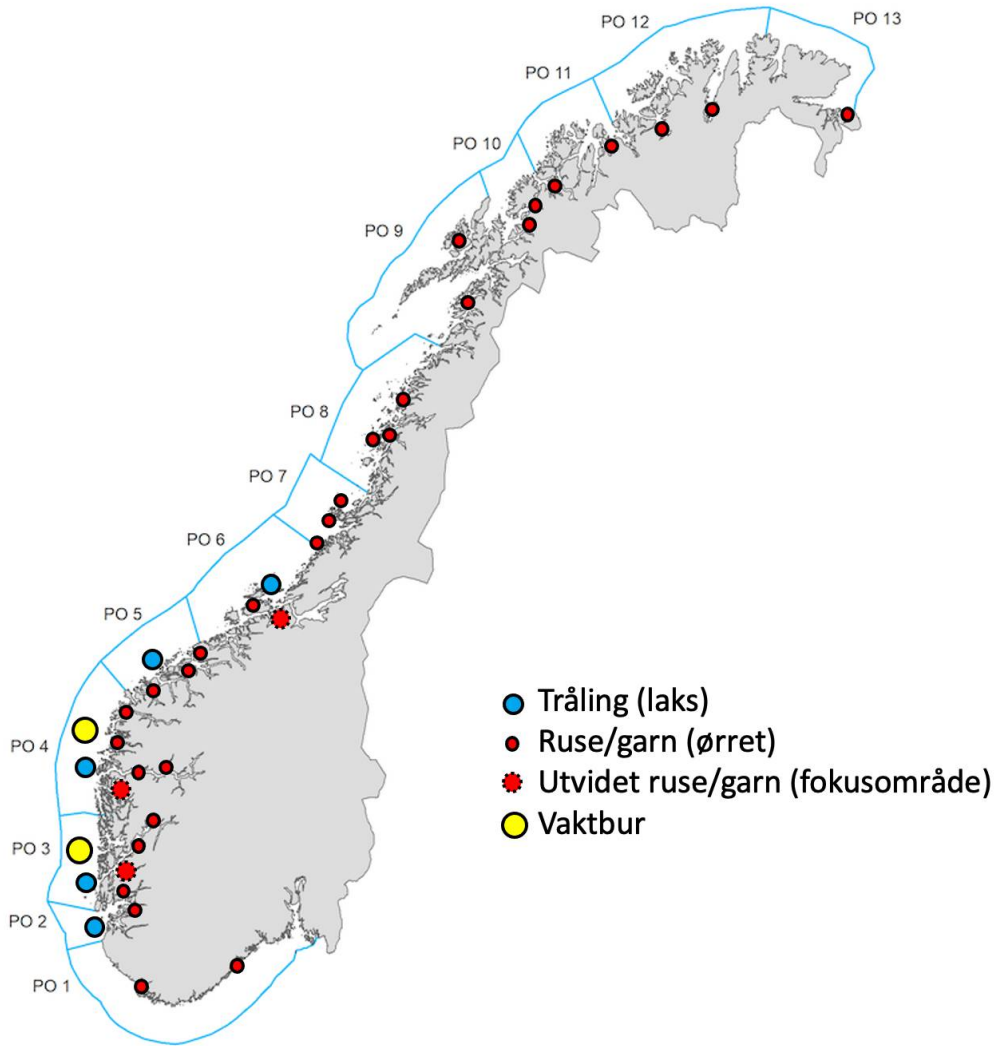 PO 12
PO 13
PO 11
PO 10
PO 9
PO 8
PO 7
PO 6
PO 5
PO 4
PO 3
PO 2
PO 1
Tråling (laks)
Ruse/garn (ørret)
Utvidet ruse/garn (fokusområde)
Vaktbur